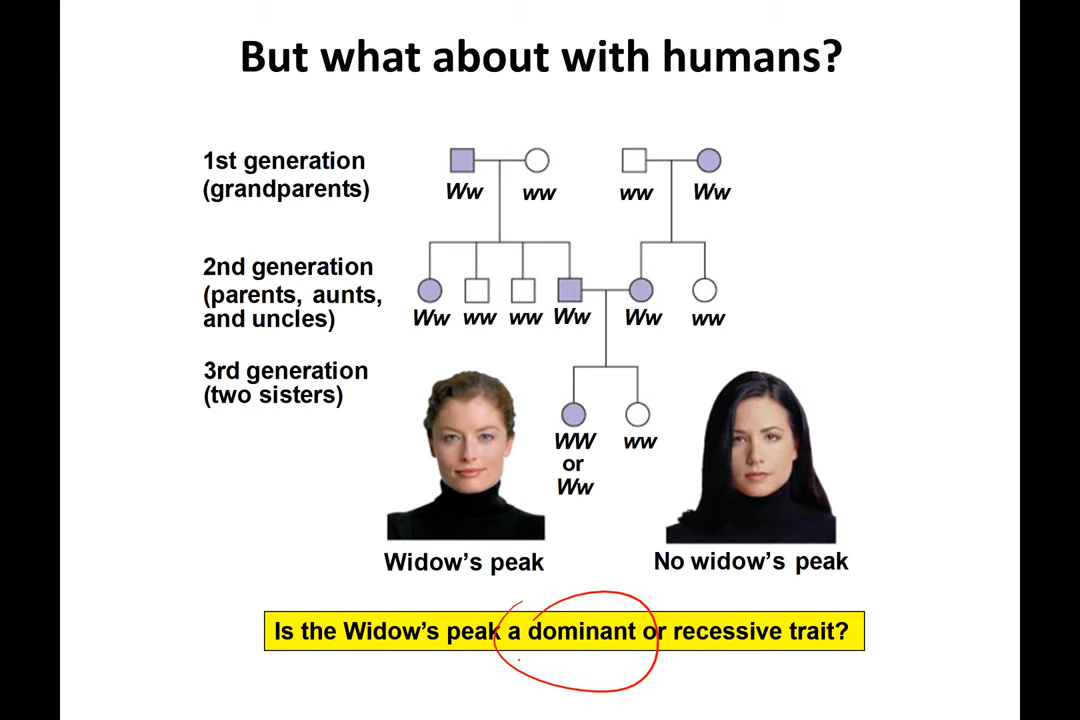 But what about with humans?
1st generation
(grandparents)
Ww ww ww Ww
2nd generation
(parents, aunts,
and uncles)
Ww ww ww Ww Ww ww
3rd generation
(two sisters)
WW
or
Ww
ww
Widow's peak
No widow's peak
Is the Widow's peak a dominant or recessive trait?